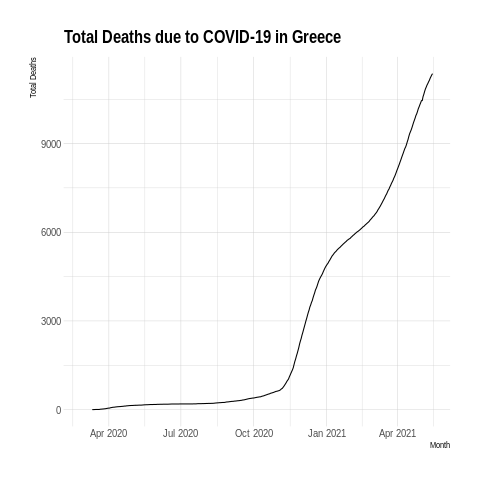 Total Deaths due to COVID-19 in Greece
Total Deaths
9000
6000
3000
0
Apr 2020 Jul 2020 Oct 2020 Jan 2021 Apr 2021
Month